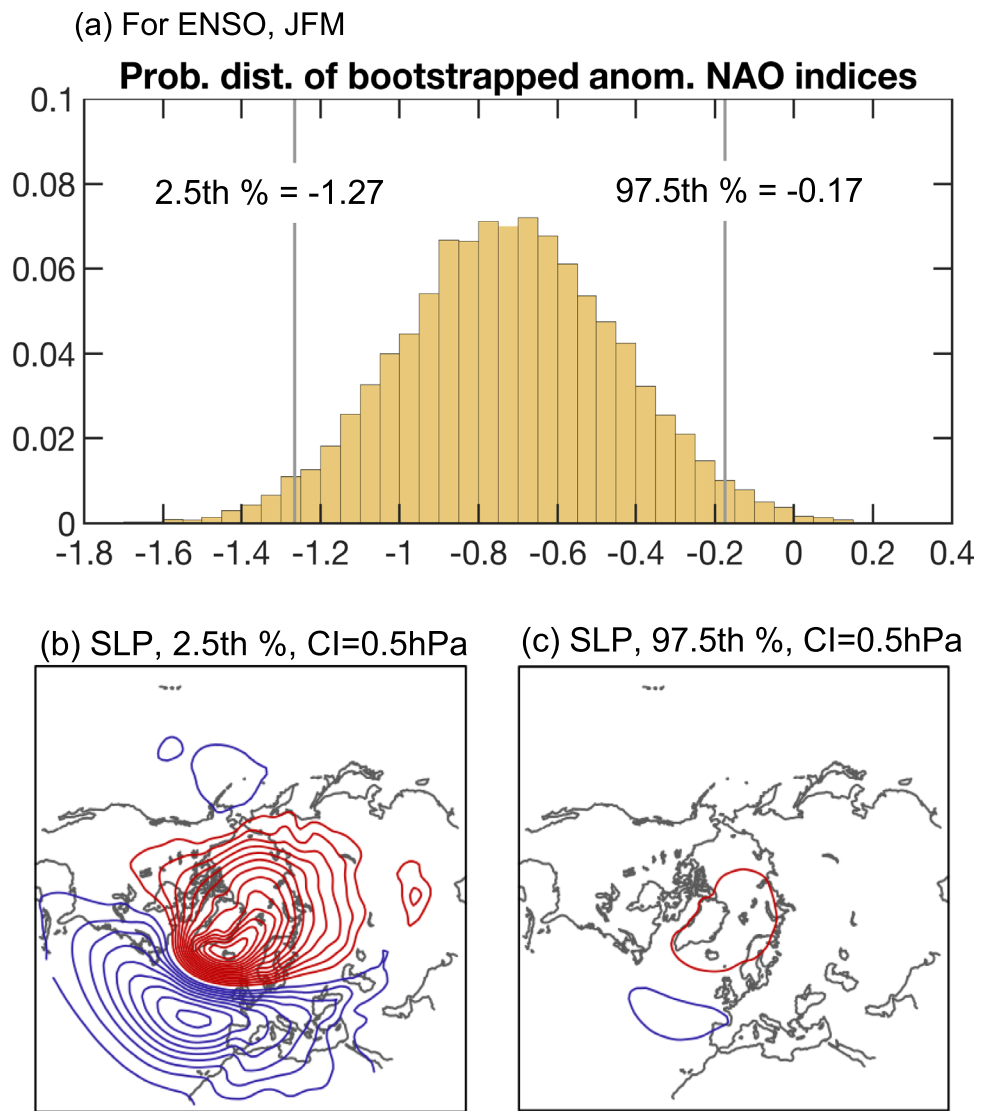 (a) For ENSO, JFM
Prob. dist. of bootstrapped anom. NAO indices
0.1
0.08
0.06
0.04
0.02
0
2.5th % = -1.27
97.5th % = -0.17
-1.8 -1.6 -1.4 -1.2 -1 -0.8 -0.6 -0.4 -0.2 0 0.2 0.4
(b) SLP, 2.5th %, CI=0.5hPa
(c) SLP, 97.5th %, CI=0.5hPa